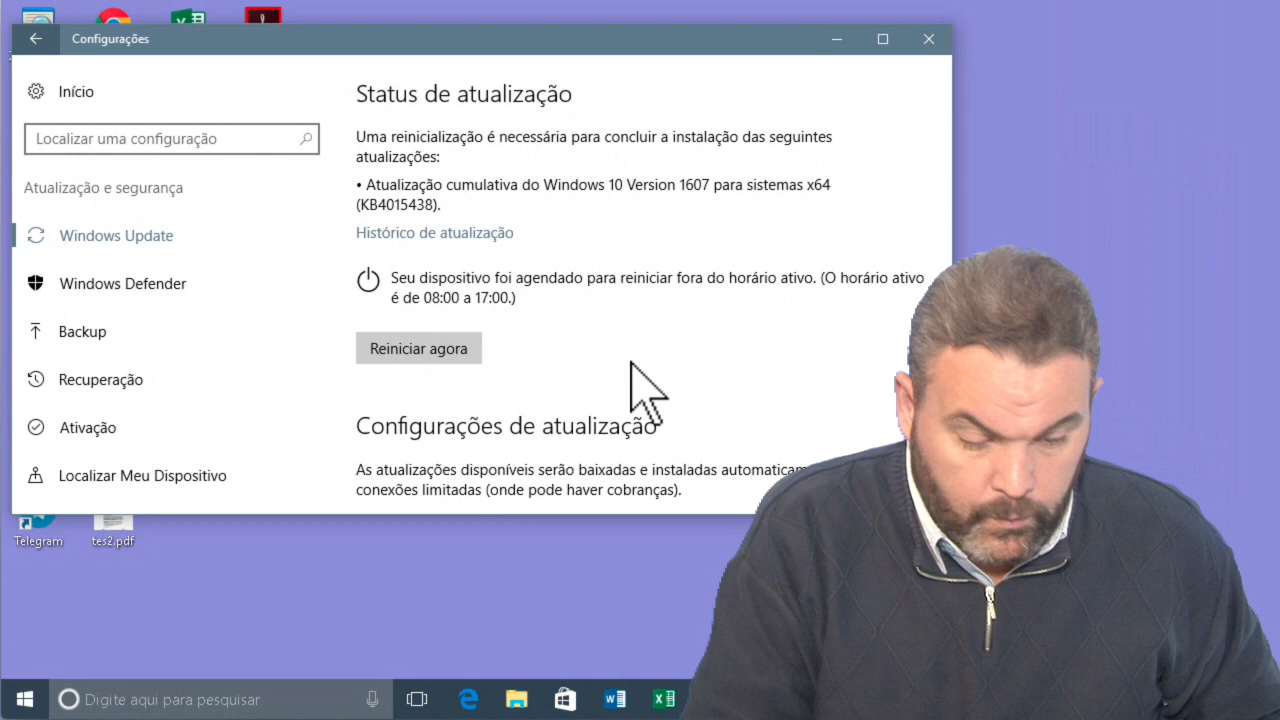 Configurações
Início
Localizar uma configuração
Atualização e segurança
Windows Update
Windows Defender
Backup
Recuperação
Ativação
Localizar Meu Dispositivo
Status de atualização
Uma reinicialização é necessária para concluir a instalação das seguintes
atualizações:
• Atualização cumulativa do Windows 10 Version 1607 para sistemas x64
(KB4015438).
Histórico de atualização
Seu dispositivo foi agendado para reiniciar fora do horário ativo. (O horário ativo
é de 08:00 a 17:00.)
Reiniciar agora
Configurações de atualização
As atualizações disponíveis serão baixadas e instaladas
conexões limitadas (onde pode haver cobranças).
Telegram
tes2.pdf
Digite aqui para pesquisar